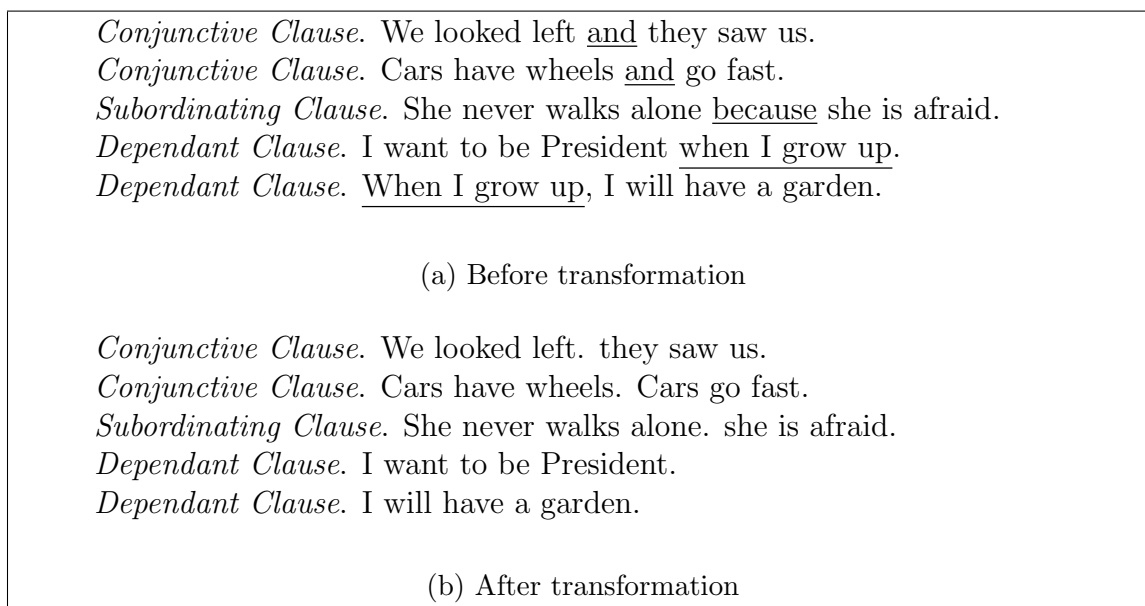 Conjunctive Clause. We looked left and they saw us.
Conjunctive Clause. Cars have wheels and go fast.
Subordinating Clause. She never walks alone because she is afraid.
Dependant Clause. I want to be President when I grow up.
Dependant Clause. When I grow up, I will have a garden.
(a) Before transformation
Conjunctive Clause. We looked left. they saw us.
Conjunctive Clause. Cars have wheels. Cars go fast.
Subordinating Clause. She never walks alone. she is afraid.
Dependant Clause. I want to be President.
Dependant Clause. I will have a garden.
(b) After transformation